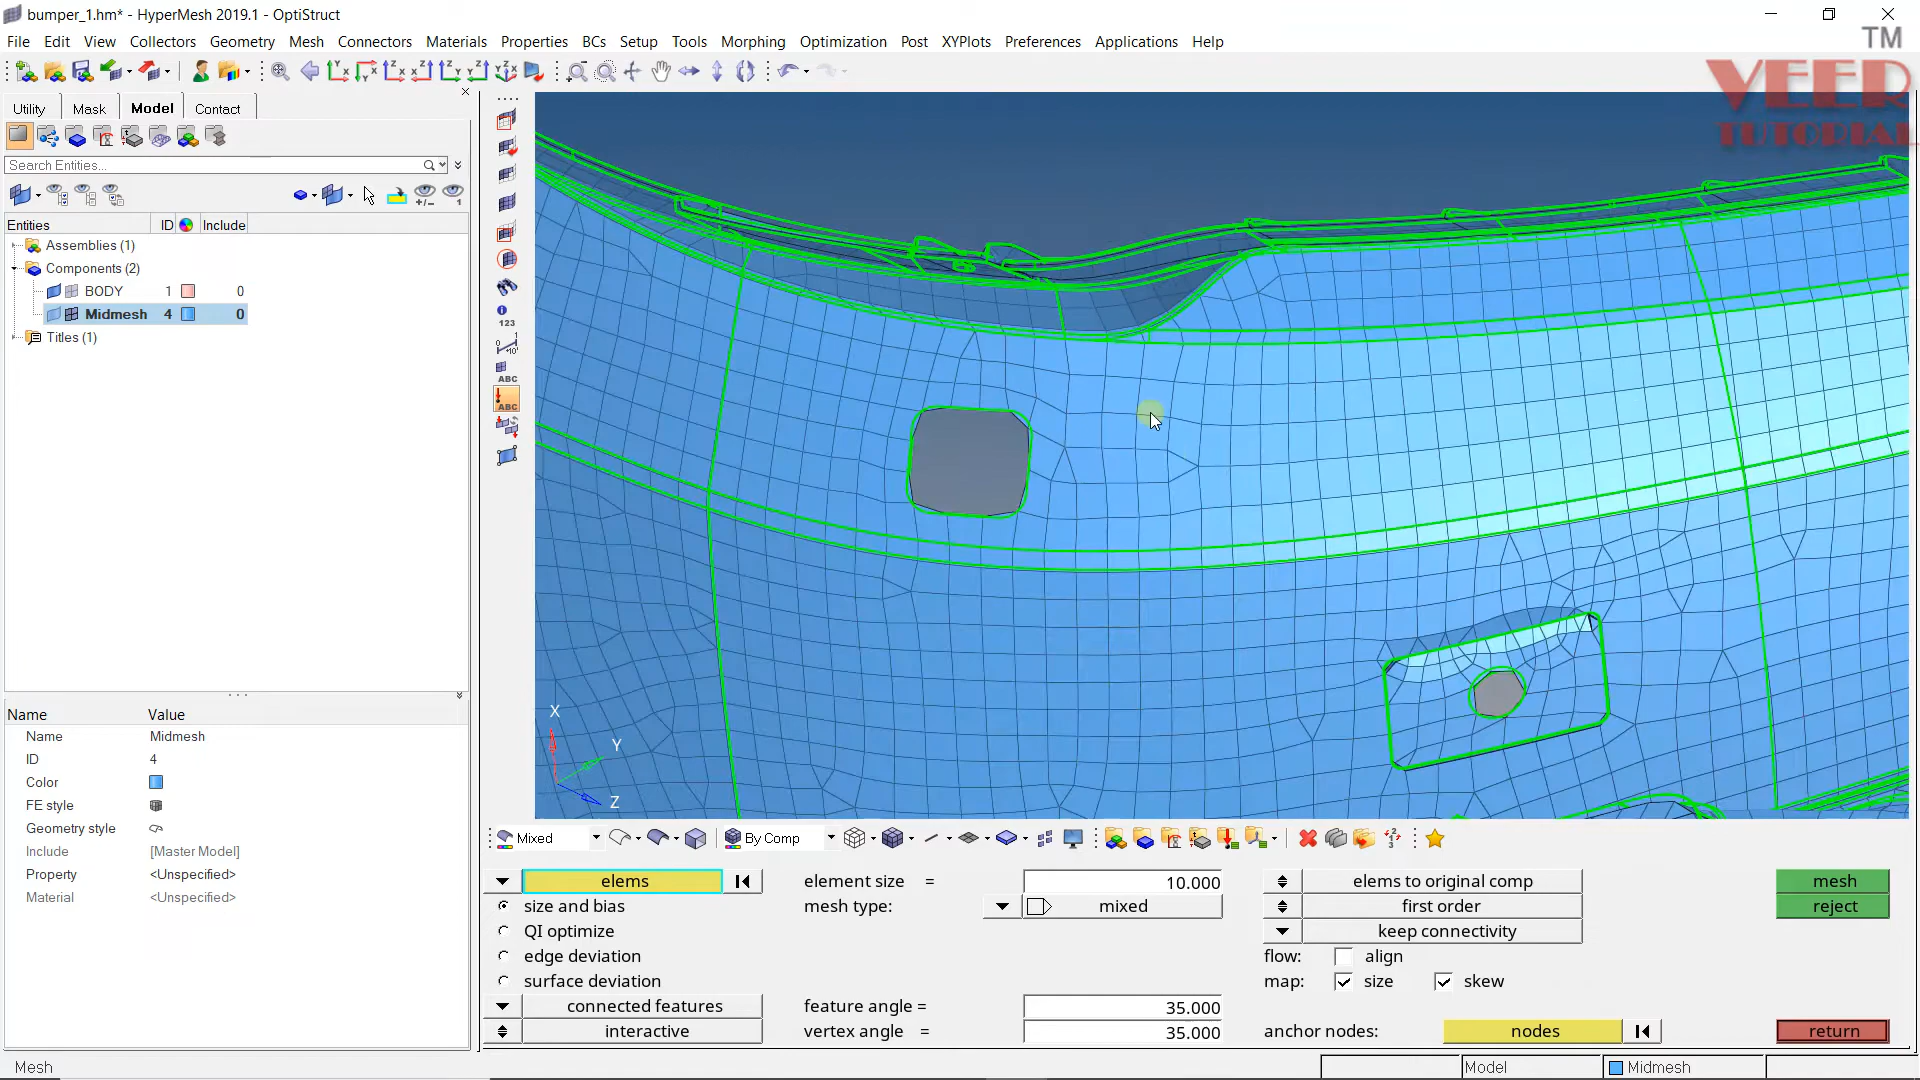 bumper_1.hm* - HyperMesh 2019.1 - OptiStruct
TM
File Edit View Collectors Geometry Mesh Connectors Materials Properties BCs Setup Tools Morphing Optimization Post XYPlots Preferences Applications Help
VEER
TUTORIAL
Utility Mask Model Contact
Search Entities...
Entities ID Include
Assemblies (1)
Components (2)
BODY 1 0
Midmesh 4 0
Titles (1)
123
ABC
ABC
Name Value
Name Midmesh
ID 4
Color
FE style
Geometry style
Include [Master Model]
Property <Unspecified>
Material <Unspecified>
X
Y
Z
Mixed By Comp
elems element size = 10.000 elems to original comp mesh
size and bias mesh type: mixed first order reject
QI optimize keep connectivity
edge deviation flow: align
surface deviation map: size skew
connected features feature angle = 35.000
interactive vertex angle = 35.000 anchor nodes: nodes return
Mesh Model Midmesh